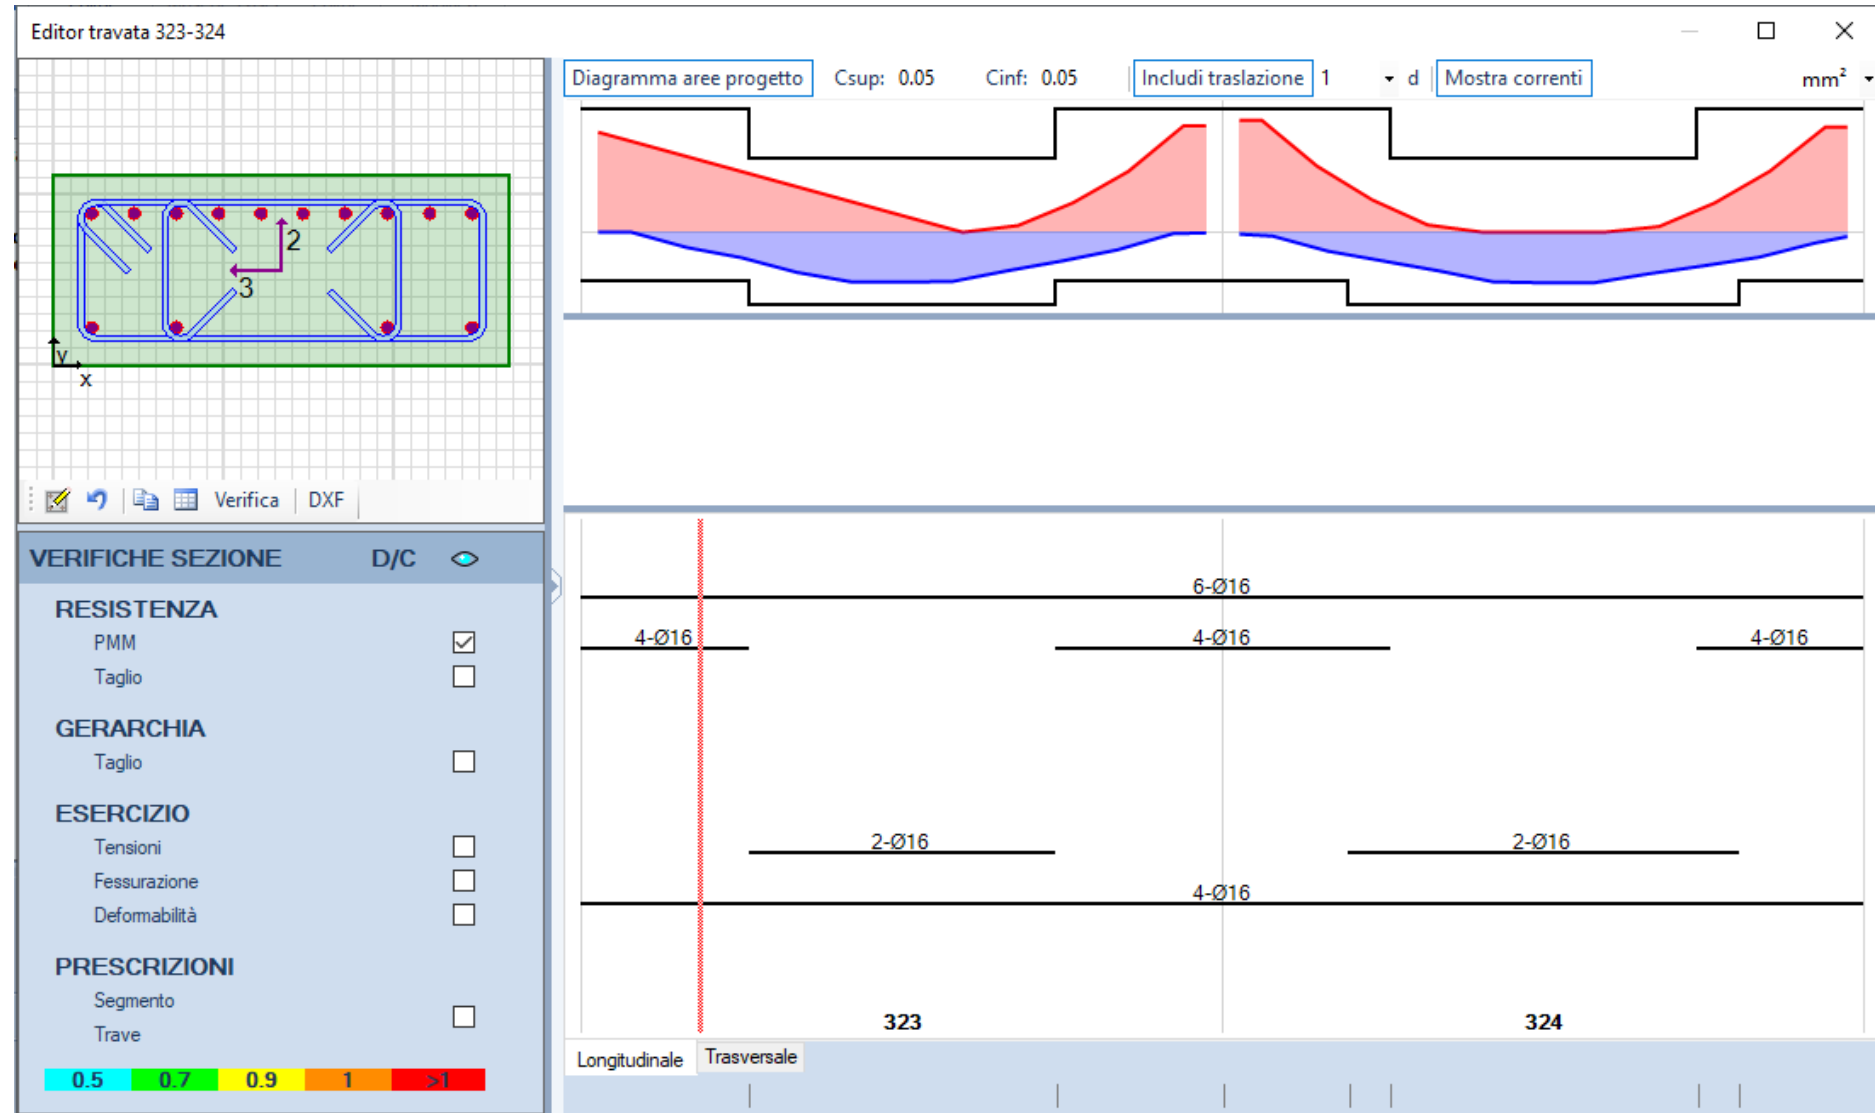 Editor travata 323-324
Diagramma aree progetto Csup: 0.05 Cinf: 0.05 Includi traslazione 1 d Mostra correnti mm²
2
3
y
x
Verifica DXF
VERIFICHE SEZIONE D/C
RESISTENZA
PMM
Taglio
GERARCHIA
Taglio
ESERCIZIO
Tensioni
Fessurazione
Deformabilità
PRESCRIZIONI
Segmento
Trave
0.5 0.7 0.9 1 >1
6-Ø16
4-Ø16 4-Ø16 4-Ø16
2-Ø16 2-Ø16
4-Ø16
323 324
Longitudinale Trasversale